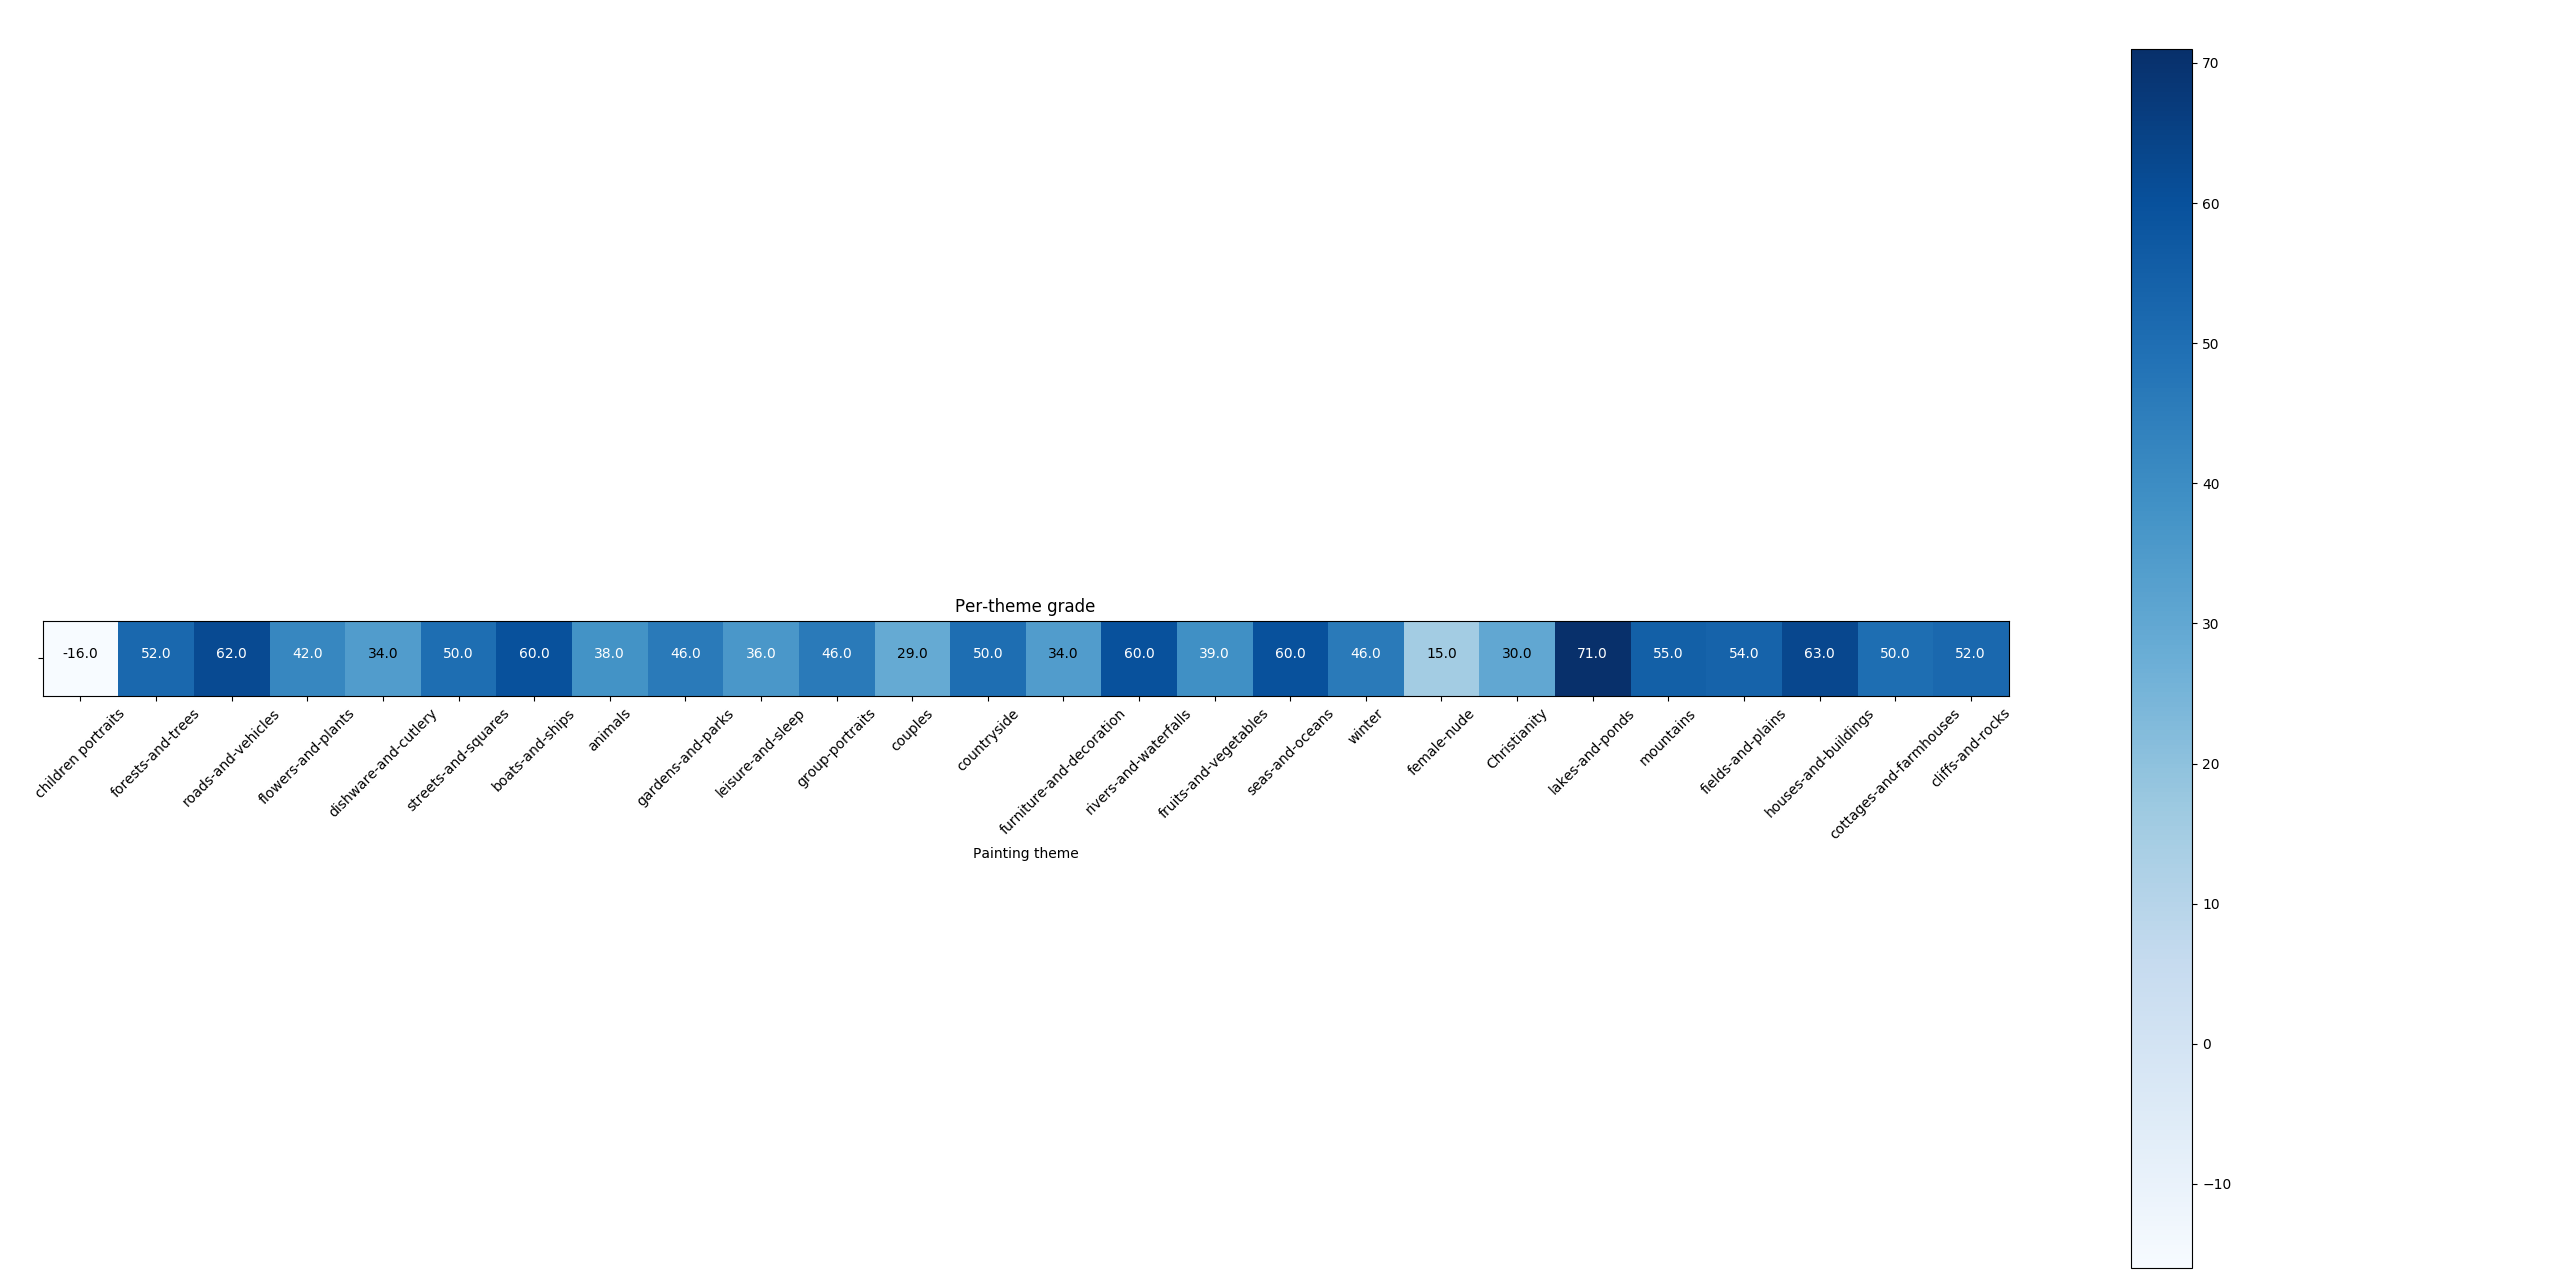 Per-theme grade
-16.0 52.0 62.0 42.0 34.0 50.0 60.0 38.0 46.0 36.0 46.0 29.0 50.0 34.0 60.0 39.0 60.0 46.0 15.0 30.0 71.0 55.0 54.0 63.0 50.0 52.0
children portraits
forests-and-trees
roads-and-vehicles
flowers-and-plants
dishware-and-cutlery
streets-and-squares
boats-and-ships
animals
gardens-and-parks
leisure-and-sleep
group-portraits
couples
countryside
furniture-and-decoration
rivers-and-waterfalls
fruits-and-vegetables
seas-and-oceans
winter
female-nude
Christianity
lakes-and-ponds
mountains
fields-and-plains
houses-and-buildings
cottages-and-farmhouses
cliffs-and-rocks
Painting theme
70
60
50
40
30
20
10
0
−10